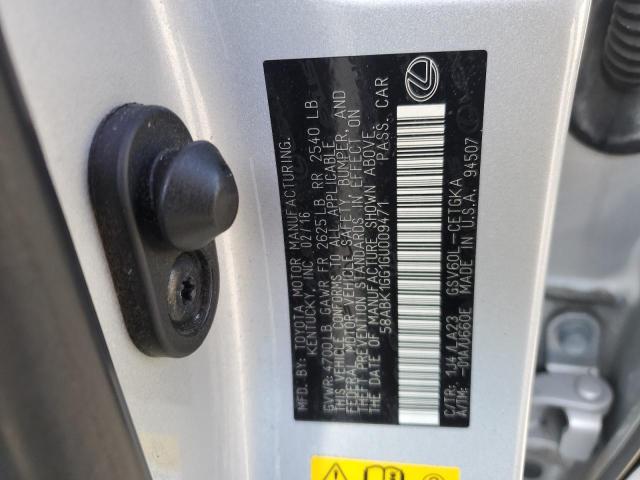 MFD. BY: TOYOTA MOTOR MANUFACTURING,
KENTUCKY, INC. 02/16
GVWR: 4700 LB GAWR FR 2625 LB RR 2540 LB
THIS VEHICLE CONFORMS TO ALL APPLICABLE
FEDERAL MOTOR VEHICLE SAFETY, BUMPER, AND
THEFT PREVENTION STANDARDS IN EFFECT ON
THE DATE OF MANUFACTURE SHOWN ABOVE.
58ABK1GG1GU009471 PASS. CAR
C/TR: 1J4 /LA23 GSV60L-CETGKA
A/TM: -01A/U660E MADE IN U.S.A. 94507